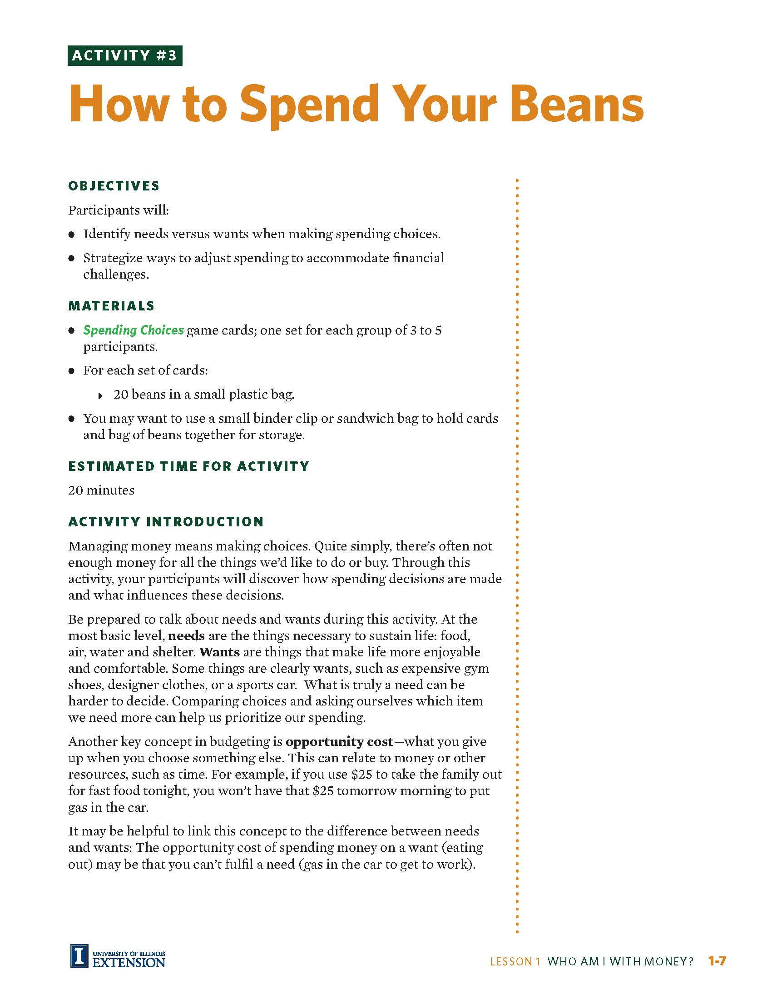 ACTIVITY #3
How to Spend Your Beans
OBJECTIVES
Participants will:
● Identify needs versus wants when making spending choices.
● Strategize ways to adjust spending to accommodate financial
challenges.
MATERIALS
● Spending Choices game cards; one set for each group of 3 to 5
participants.
● For each set of cards:
▸ 20 beans in a small plastic bag.
● You may want to use a small binder clip or sandwich bag to hold cards
and bag of beans together for storage.
ESTIMATED TIME FOR ACTIVITY
20 minutes
ACTIVITY INTRODUCTION
Managing money means making choices. Quite simply, there’s often not
enough money for all the things we’d like to do or buy. Through this
activity, your participants will discover how spending decisions are made
and what influences these decisions.
Be prepared to talk about needs and wants during this activity. At the
most basic level, needs are the things necessary to sustain life: food,
air, water and shelter. Wants are things that make life more enjoyable
and comfortable. Some things are clearly wants, such as expensive gym
shoes, designer clothes, or a sports car.  What is truly a need can be
harder to decide. Comparing choices and asking ourselves which item
we need more can help us prioritize our spending.
Another key concept in budgeting is opportunity cost—what you give
up when you choose something else. This can relate to money or other
resources, such as time. For example, if you use $25 to take the family out
for fast food tonight, you won’t have that $25 tomorrow morning to put
gas in the car.
It may be helpful to link this concept to the difference between needs
and wants: The opportunity cost of spending money on a want (eating
out) may be that you can’t fulfil a need (gas in the car to get to work).
I
UNIVERSITY OF ILLINOIS
EXTENSION
LESSON 1 WHO AM I WITH MONEY? 1-7